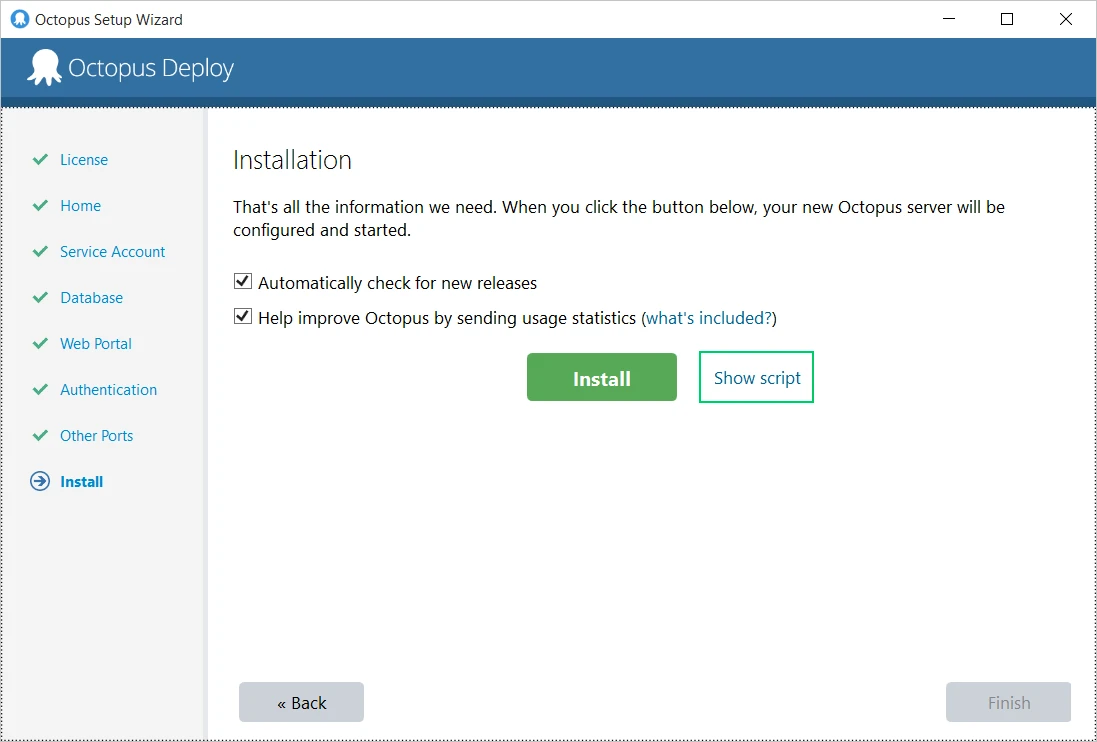 Octopus Setup Wizard
Octopus Deploy
License
Home
Service Account
Database
Web Portal
Authentication
Other Ports
Install
Installation
That's all the information we need. When you click the button below, your new Octopus server will be
configured and started.
Automatically check for new releases
Help improve Octopus by sending usage statistics (what's included?)
Install
Show script
« Back
Finish